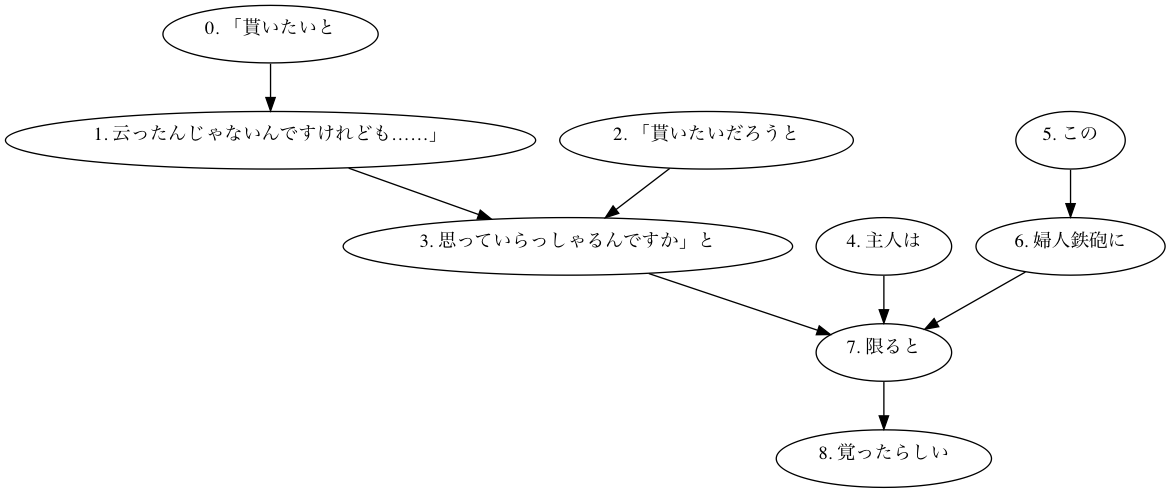 0. 「貰いたいと
1. 云ったんじゃないんですけれども……」
2. 「貰いたいだろうと
5. この
3. 思っていらっしゃるんですか」と
4. 主人は
6. 婦人鉄砲に
7. 限ると
8. 覚ったらしい